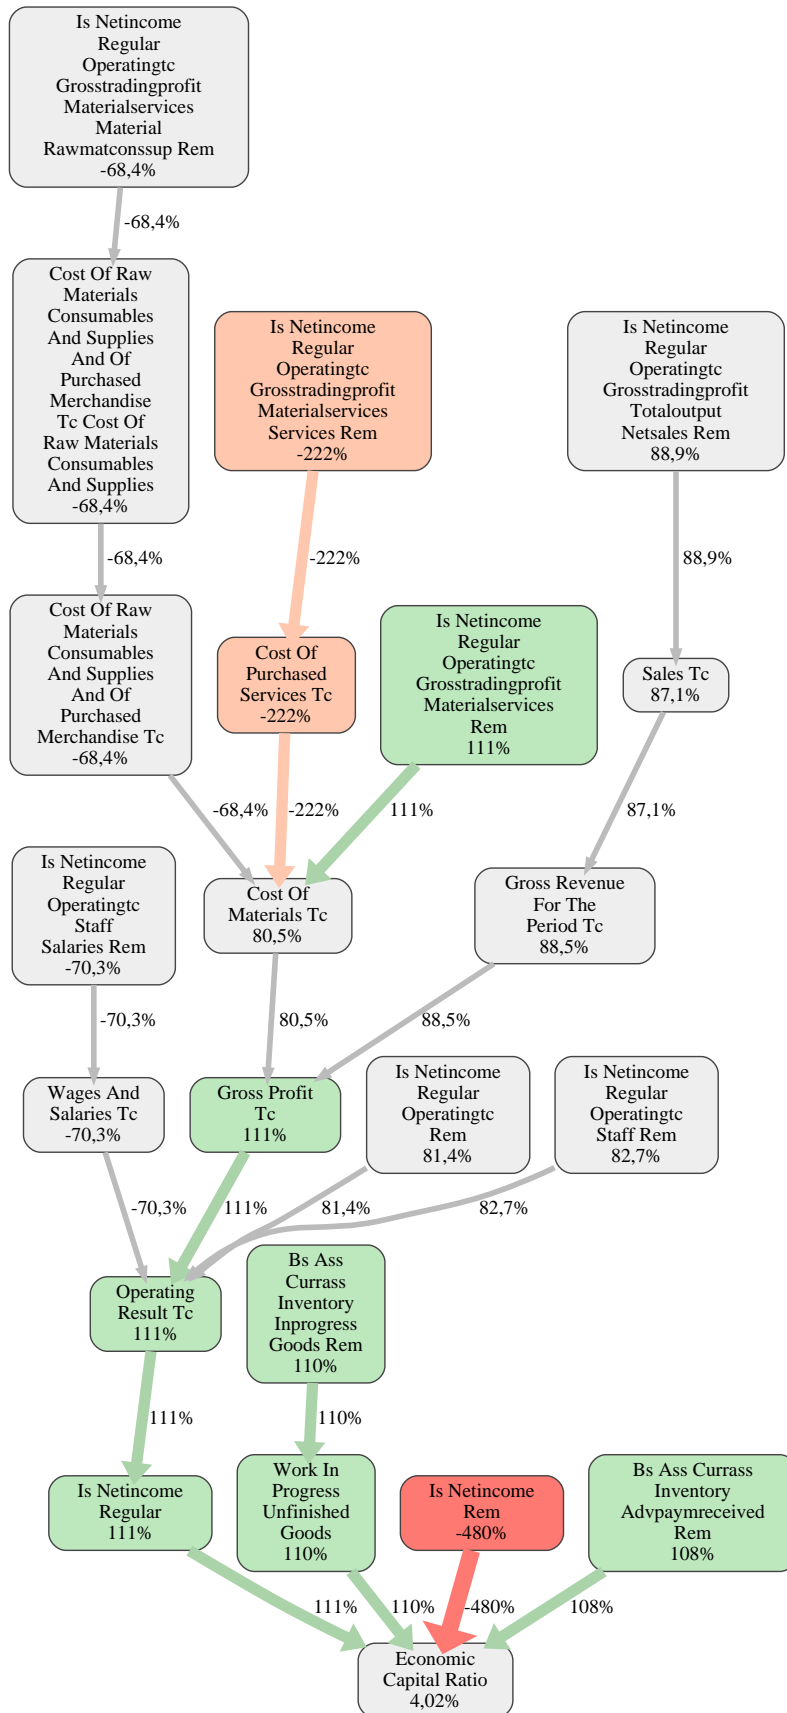 Is Netincome
Regular
Operatingtc
Grosstradingprofit
Materialservices
Material
Rawmatconssup Rem
-68,4%
-68,4%
Cost Of Raw
Materials
Consumables
And Supplies
And Of
Purchased
Merchandise
Tc Cost Of
Raw Materials
Consumables
And Supplies
-68,4%
Is Netincome
Regular
Operatingtc
Grosstradingprofit
Materialservices
Services Rem
-222%
Is Netincome
Regular
Operatingtc
Grosstradingprofit
Totaloutput
Netsales Rem
88,9%
-68,4%
-222%
88,9%
Cost Of Raw
Materials
Consumables
And Supplies
And Of
Purchased
Merchandise Tc
-68,4%
Cost Of
Purchased
Services Tc
-222%
Is Netincome
Regular
Operatingtc
Grosstradingprofit
Materialservices
Rem
111%
Sales Tc
87,1%
-68,4%
-222%
111%
87,1%
Is Netincome
Regular
Operatingtc
Staff
Salaries Rem
-70,3%
Cost Of
Materials Tc
80,5%
Gross Revenue
For The
Period Tc
88,5%
-70,3%
80,5%
88,5%
Wages And
Salaries Tc
-70,3%
Gross Profit
Tc
111%
Is Netincome
Regular
Operatingtc
Rem
81,4%
Is Netincome
Regular
Operatingtc
Staff Rem
82,7%
-70,3%
111%
81,4%
82,7%
Operating
Result Tc
111%
Bs Ass
Currass
Inventory
Inprogress
Goods Rem
110%
111%
110%
Is Netincome
Regular
111%
Work In
Progress
Unfinished
Goods
110%
Is Netincome
Rem
-480%
Bs Ass Currass
Inventory
Advpaymreceived
Rem
108%
111%
110%
-480%
108%
Economic
Capital Ratio
4,02%